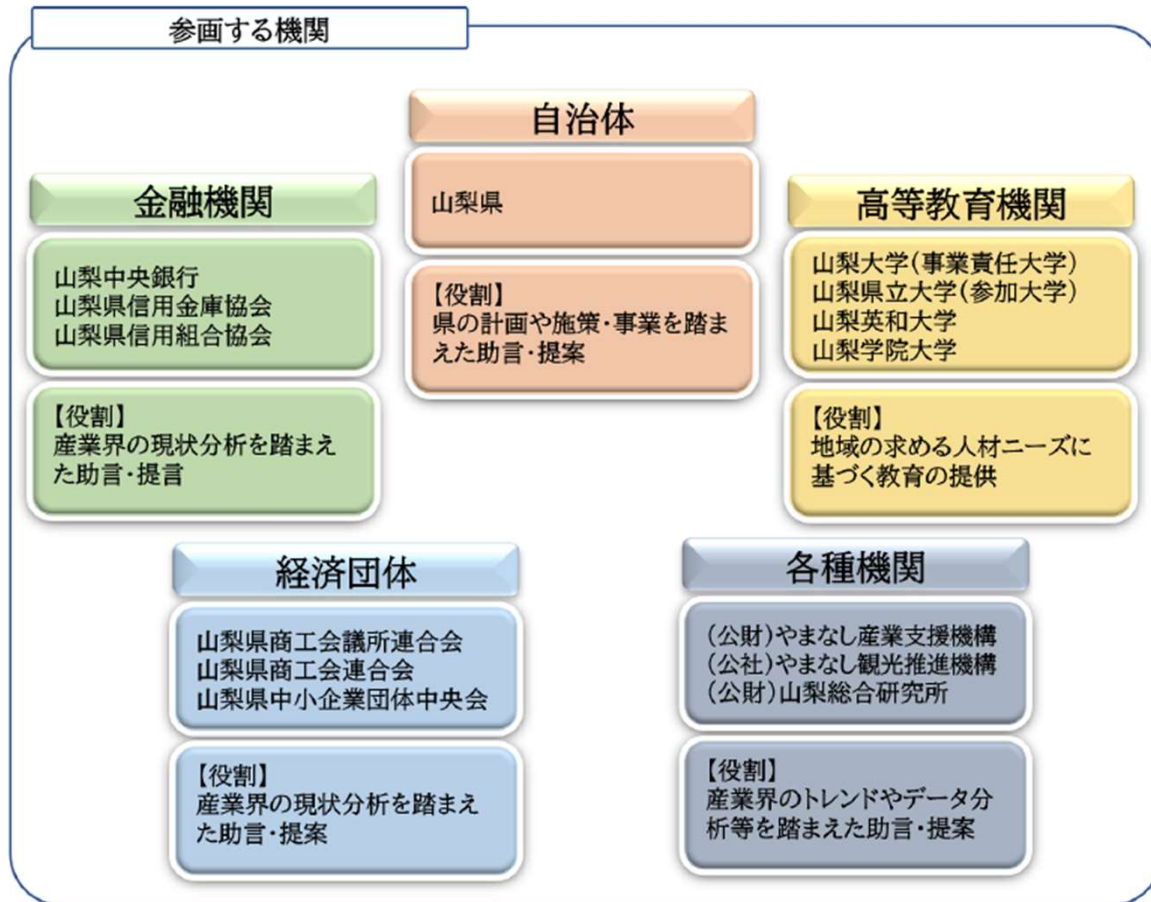 参画する機関
自治体
山梨県
【役割】
県の計画や施策・事業を踏ま
えた助言・提案
金融機関
山梨中央銀行
山梨県信用金庫協会
山梨県信用組合協会
【役割】
産業界の現状分析を踏まえ
た助言・提言
高等教育機関
山梨大学(事業責任大学)
山梨県立大学(参加大学)
山梨英和大学
山梨学院大学
【役割】
地域の求める人材ニーズに
基づく教育の提供
経済団体
山梨県商工会議所連合会
山梨県商工会連合会
山梨県中小企業団体中央会
【役割】
産業界の現状分析を踏まえ
た助言・提案
各種機関
(公財)やまなし産業支援機構
(公社)やまなし観光推進機構
(公財)山梨総合研究所
【役割】
産業界のトレンドやデータ分
析等を踏まえた助言・提案